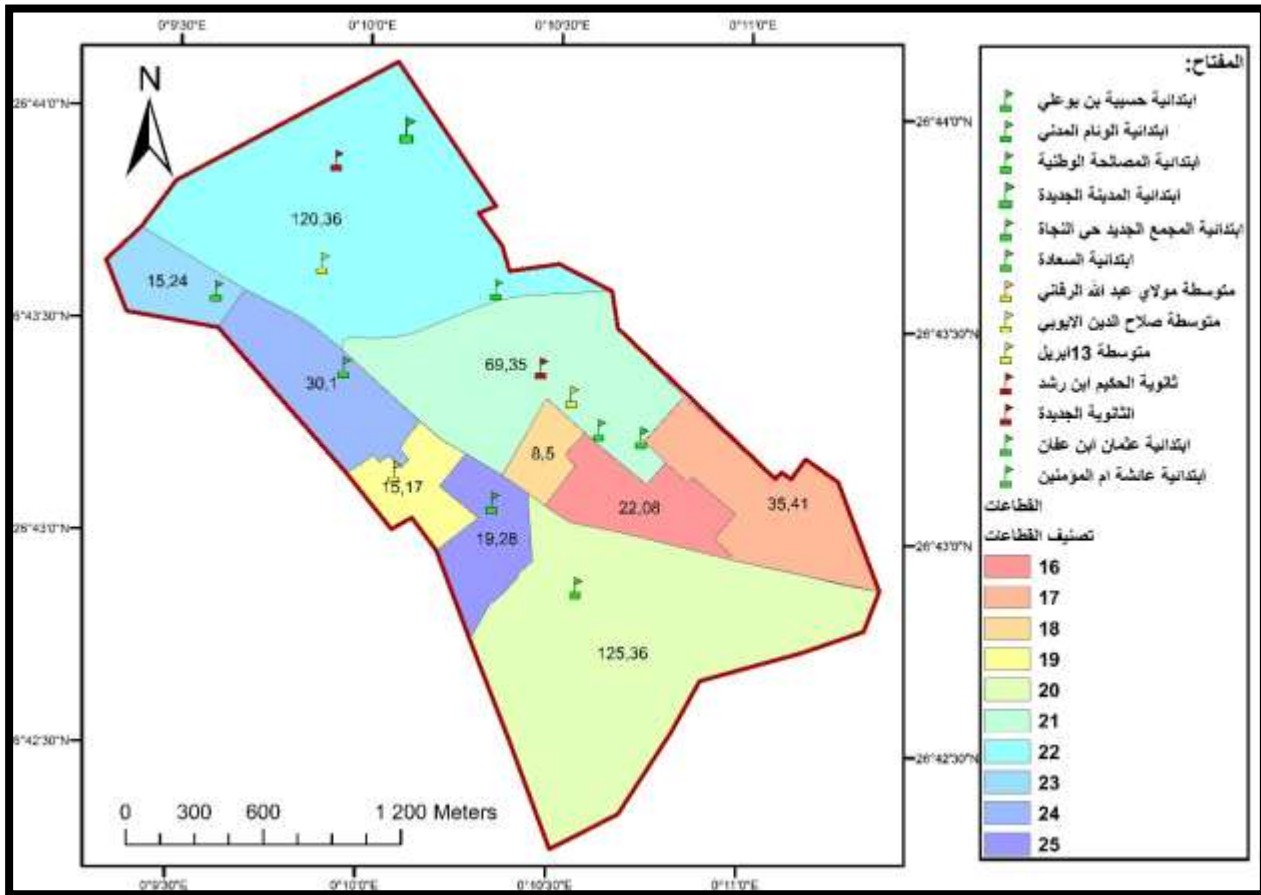 0°9'30"E 0°10'0"E 0°10'30"E 0°11'0"E
N
26°44'0"N
26°44'0"N
120,36
15,24
6°43'30"N
26°43'30"N
69,35
30,1
8,5
15,17
22,08
35,41
26°43'0"N
26°43'0"N
19,28
125,36
6°42'30"N
26°42'30"N
0 300 600 1 200 Meters
0°9'30"E 0°10'0"E 0°10'30"E 0°11'0"E
المفتاح:
ابتدائية حسيبة بن بوعلي
ابتدائية الوئام المدني
ابتدائية المصالحة الوطنية
ابتدائية المدينة الجديدة
ابتدائية المجمع الجديد حي النجاة
ابتدائية السعادة
متوسطة مولاي عبد الله الرقاني
متوسطة صلاح الدين الايوبي
متوسطة 13ابريل
ثانوية الحكيم ابن رشد
الثانوية الجديدة
ابتدائية عثمان ابن عفان
ابتدائية عائشة ام المؤمنين
القطاعات
تصنيف القطاعات
16
17
18
19
20
21
22
23
24
25